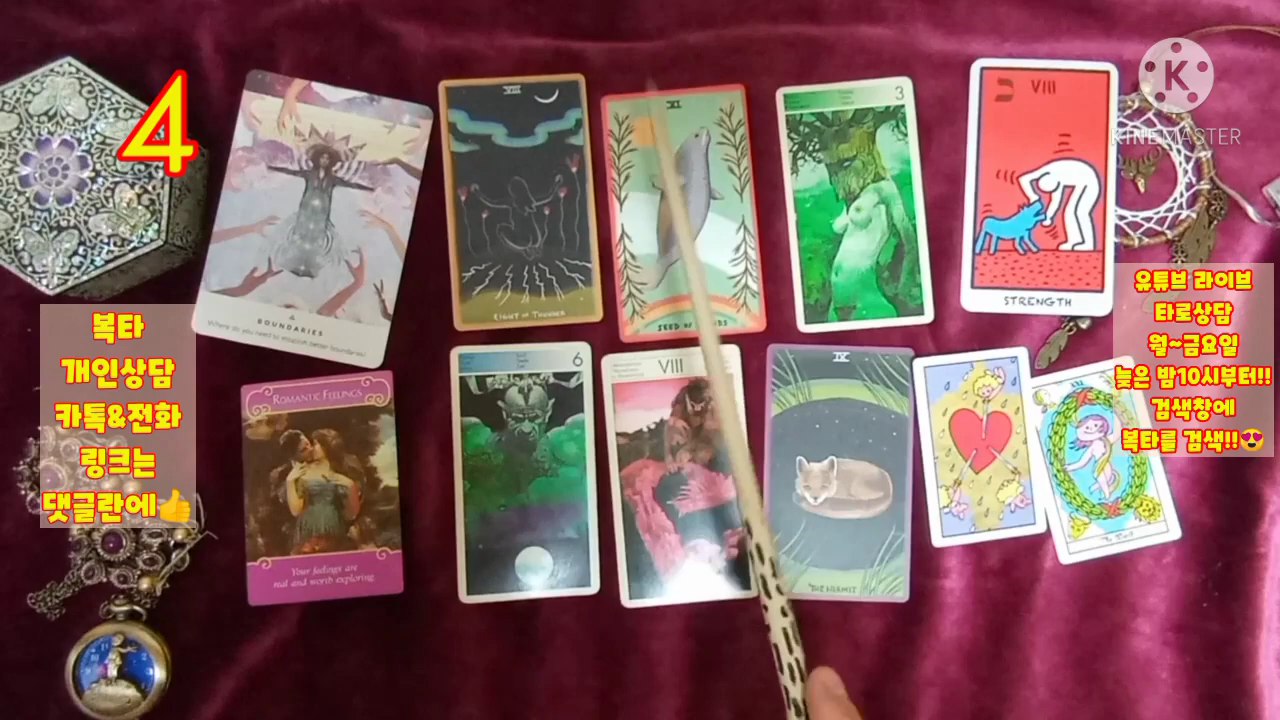 4
KINEMASTER
복타
개인상담
카톡&전화
링크는
댓글란에👍
유튜브 라이브
타로상담
월~금요일
늦은 밤10시부터!!
검색창에
복타를 검색!!😍
BOUNDARIES
Where do you need to establish better boundaries?
VIII
EIGHT OF THUNDER
XI
SEED OF
3
VIII
STRENGTH
ROMANTIC FEELINGS
Your feelings are
real and worth exploring.
6
VIII
IX
THE HERMIT
XXI
The World